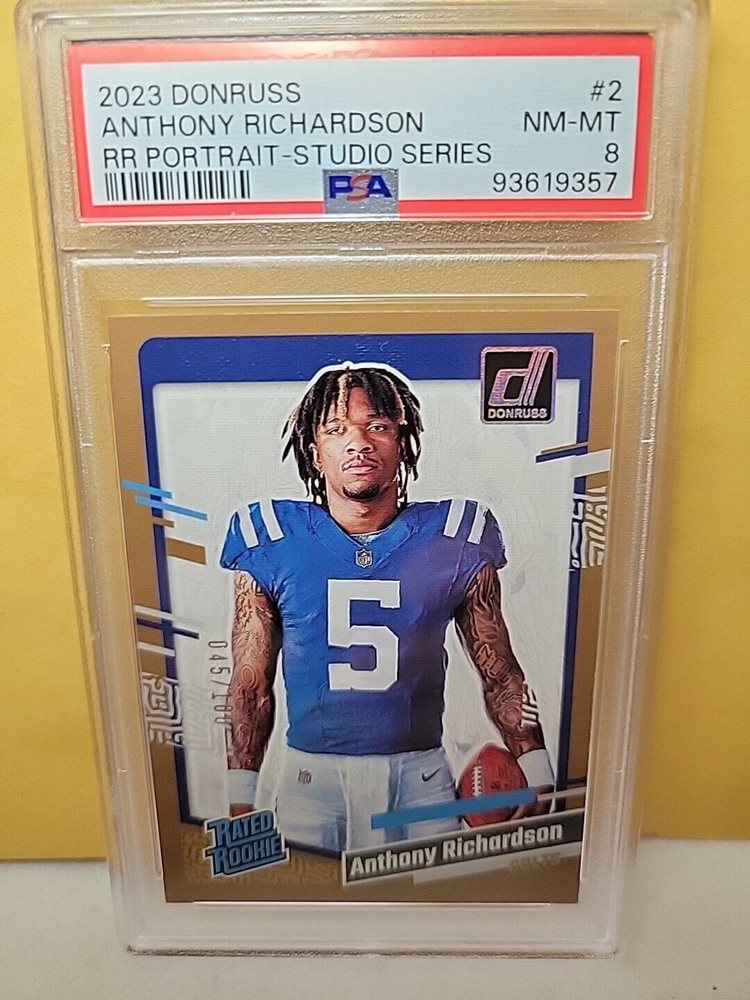 2023 DONRUSS #2
ANTHONY RICHARDSON NM-MT
RR PORTRAIT-STUDIO SERIES 8
PSA 93619357
DONRUSS
5
045/100
RATED
ROOKIE
Anthony Richardson
COLTS